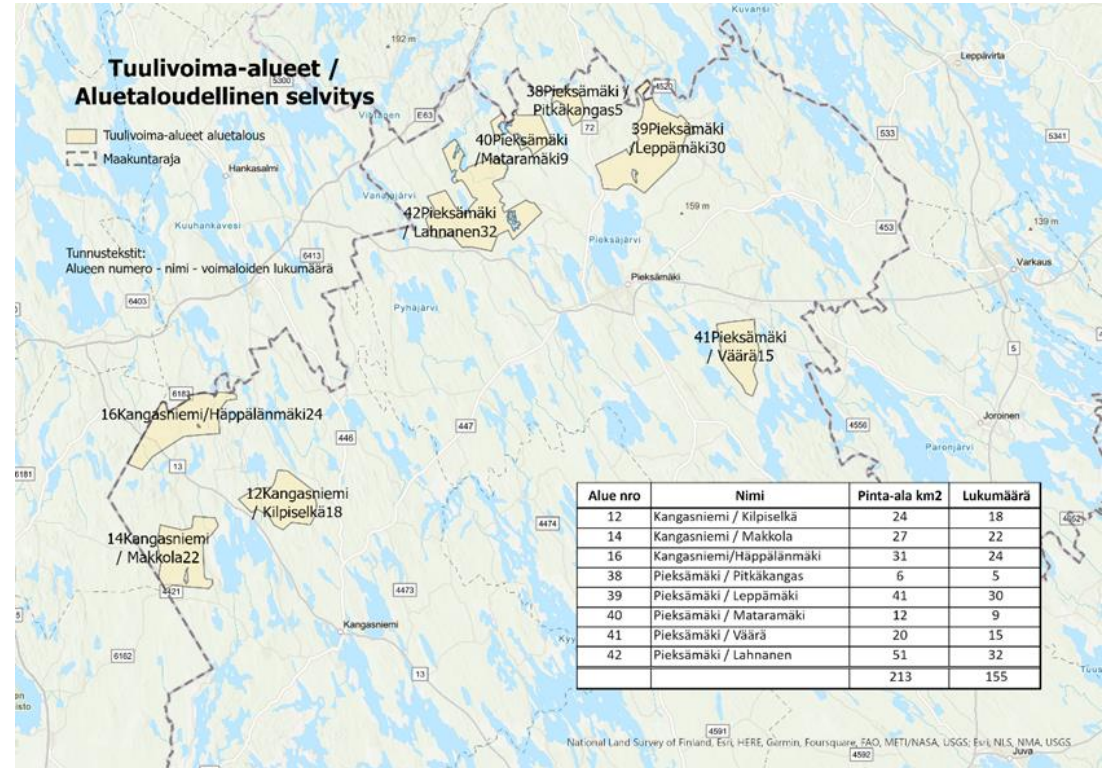 Tuulivoima-alueet /
Aluetaloudellinen selvitys
Tuulivoima-alueet aluetalous
Maakuntaraja
Tunnustekstit:
Alueen numero - nimi - voimaloiden lukumäärä
192 m
5300
Kuvansi
Leppävirta
E63
4520
38Pieksämäki /
Pitkäkangas5
72
39Pieksämäki
/Leppämäki30
40Pieksämäki
/Mataramäki9
533
5341
Hankasalmi
Vanajajärvi
42Pieksämäki
/ Lahnanen32
159 m
139 m
453
Kuuhankavesi
6413
Pieksäjärvi
Varkaus
Pieksämäki
6403
Pyhäjärvi
41Pieksämäki
/ Väärä15
5
6183
16Kangasniemi/Häppälänmäki24
446
447
4556
Joroinen
Paronjärvi
13
6181
12Kangasniemi
/ Kilpiselkä18
4474
14Kangasniemi
/ Makkola22
4421
4473
Kangasniemi
6162
13
Alue nro Nimi Pinta-ala km2 Lukumäärä
12 Kangasniemi / Kilpiselkä 24 18
14 Kangasniemi / Makkola 27 22
16 Kangasniemi/Häppälänmäki 31 24
38 Pieksämäki / Pitkäkangas 6 5
39 Pieksämäki / Leppämäki 41 30
40 Pieksämäki / Mataramäki 12 9
41 Pieksämäki / Väärä 20 15
42 Pieksämäki / Lahnanen 51 32
213 155
4591
National Land Survey of Finland, Esri, HERE, Garmin, Foursquare, FAO, METI/NASA, USGS; Esri, NLS, NMA, USGS
4592
Juva